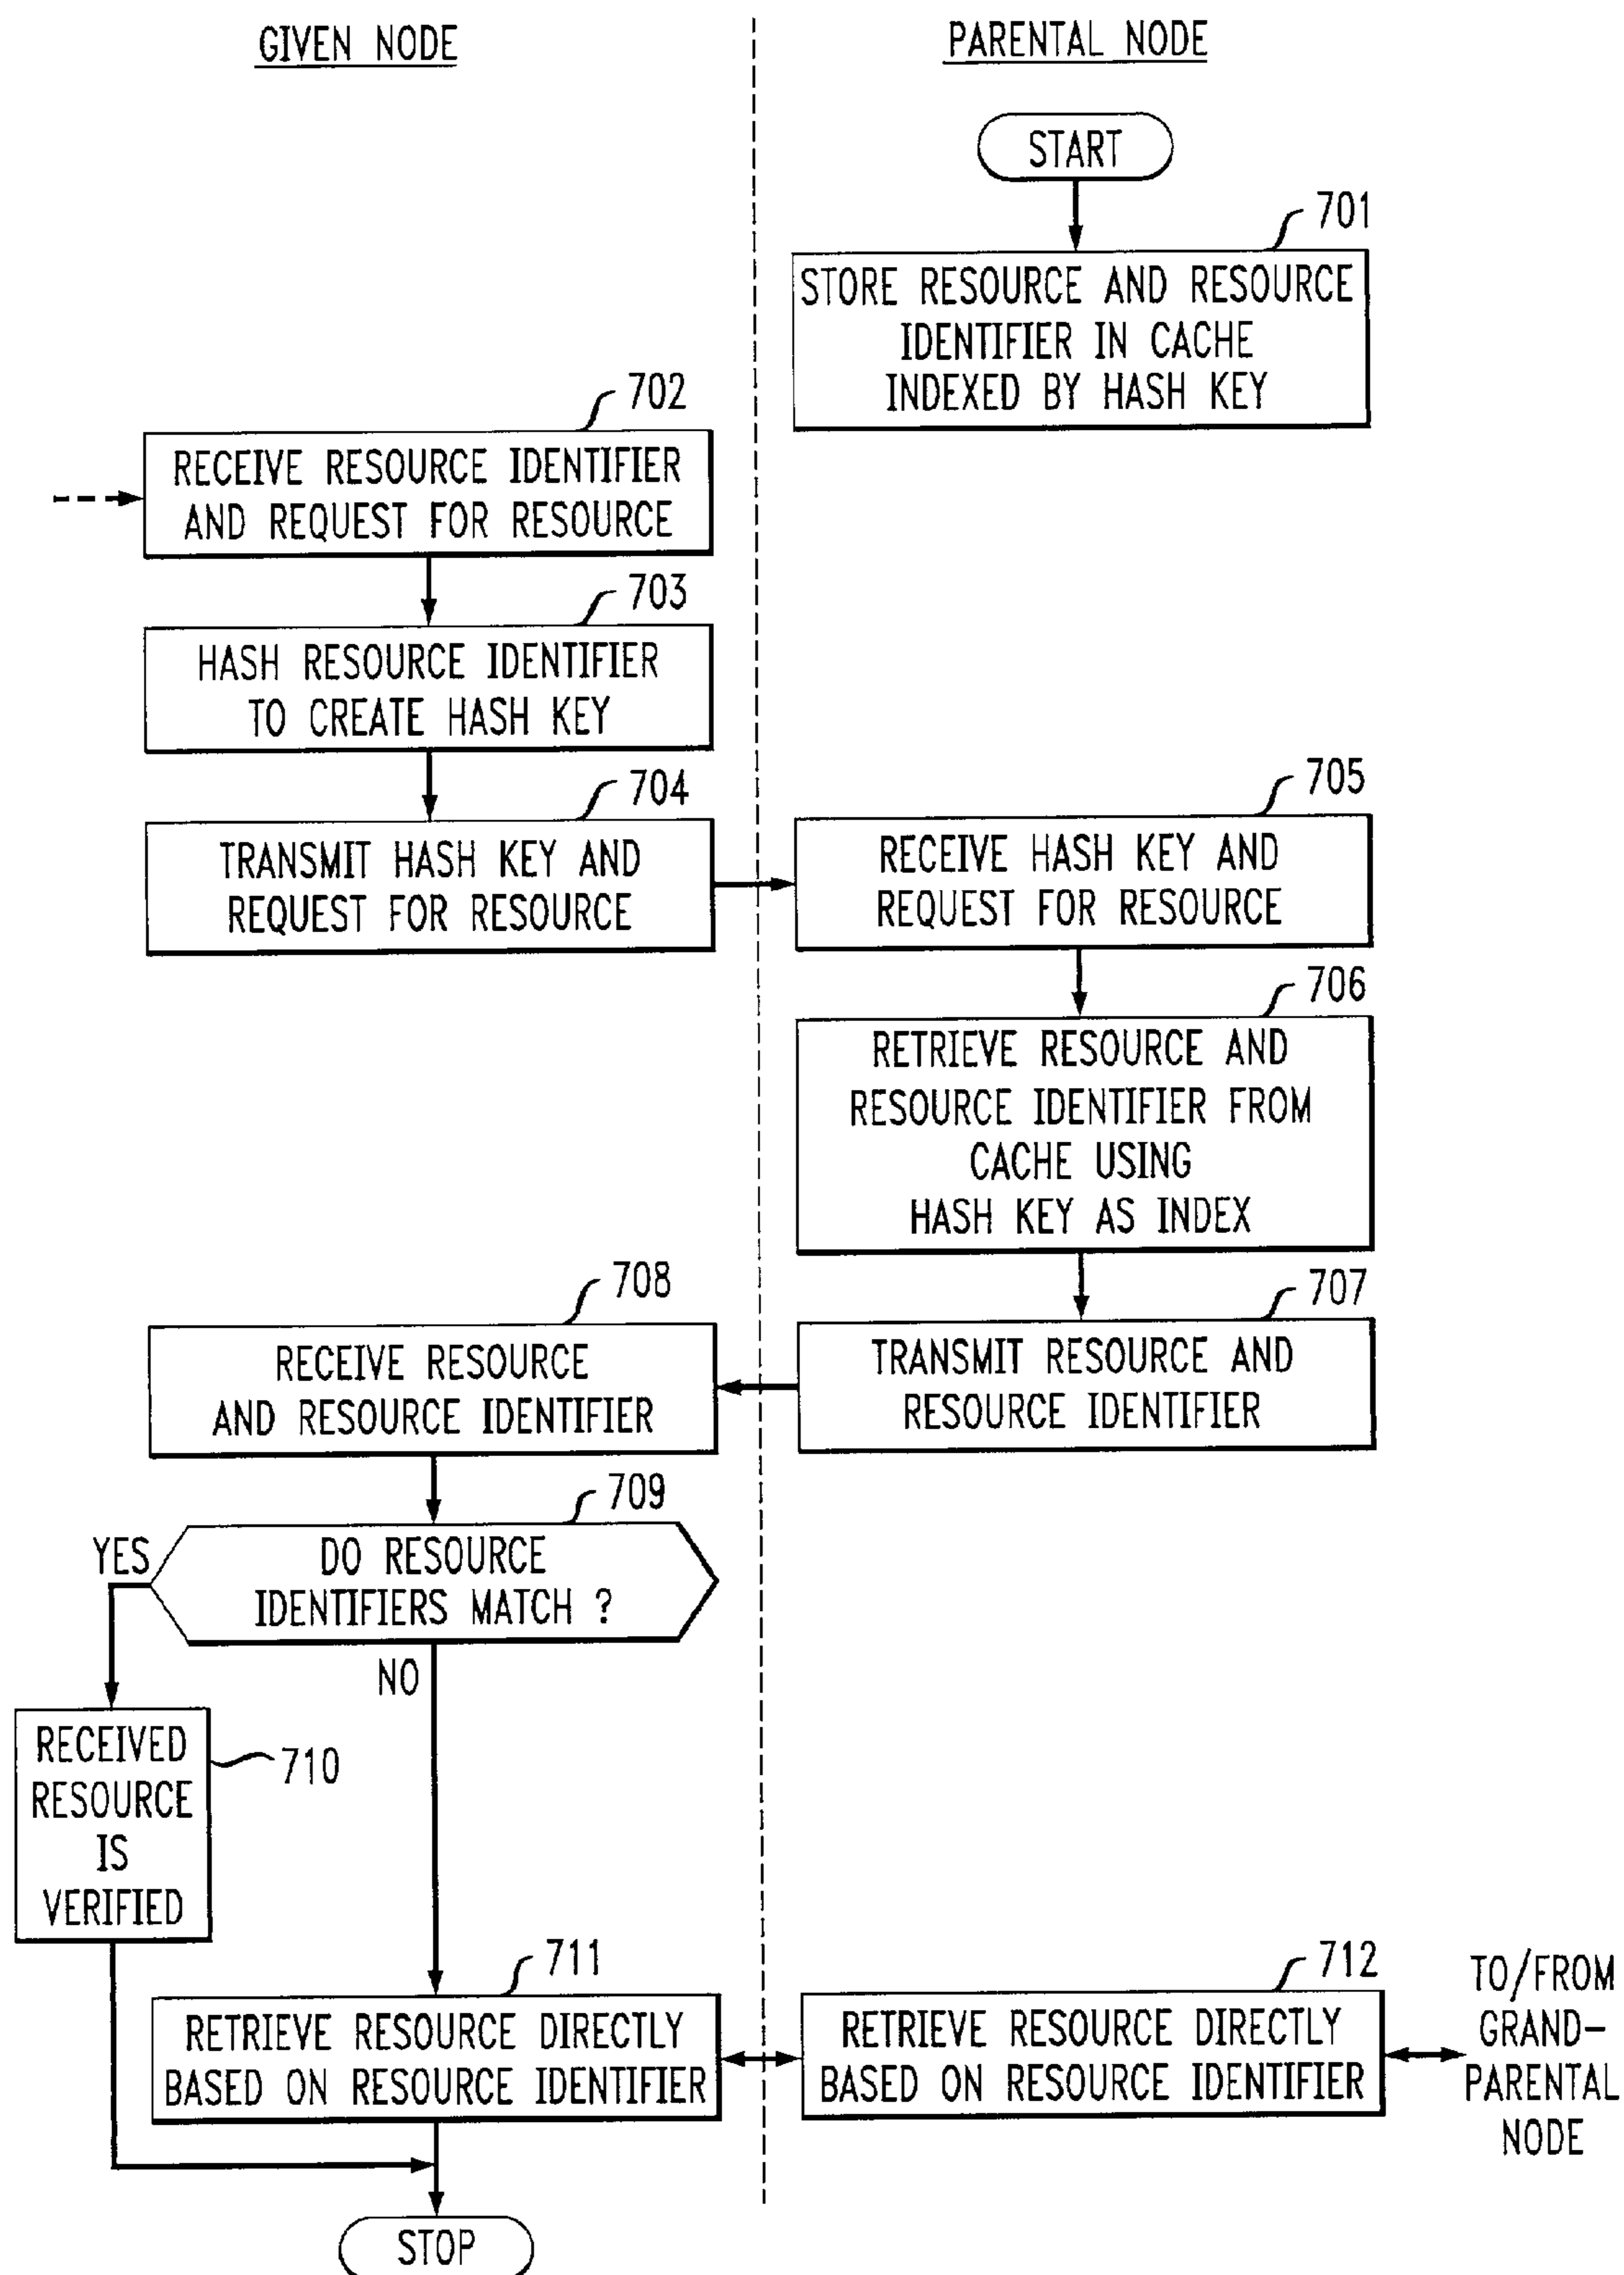 GIVEN NODE
PARENTAL NODE
START
701
STORE RESOURCE AND RESOURCE
IDENTIFIER IN CACHE
INDEXED BY HASH KEY
702
RECEIVE RESOURCE IDENTIFIER
AND REQUEST FOR RESOURCE
703
HASH RESOURCE IDENTIFIER
TO CREATE HASH KEY
704
TRANSMIT HASH KEY AND
REQUEST FOR RESOURCE
705
RECEIVE HASH KEY AND
REQUEST FOR RESOURCE
706
RETRIEVE RESOURCE AND
RESOURCE IDENTIFIER FROM
CACHE USING
HASH KEY AS INDEX
707
TRANSMIT RESOURCE AND
RESOURCE IDENTIFIER
708
RECEIVE RESOURCE
AND RESOURCE IDENTIFIER
709
DO RESOURCE
IDENTIFIERS MATCH ?
YES
NO
RECEIVED
RESOURCE
IS
VERIFIED
710
711
RETRIEVE RESOURCE DIRECTLY
BASED ON RESOURCE IDENTIFIER
712
RETRIEVE RESOURCE DIRECTLY
BASED ON RESOURCE IDENTIFIER
TO/FROM
GRAND-
PARENTAL
NODE
STOP